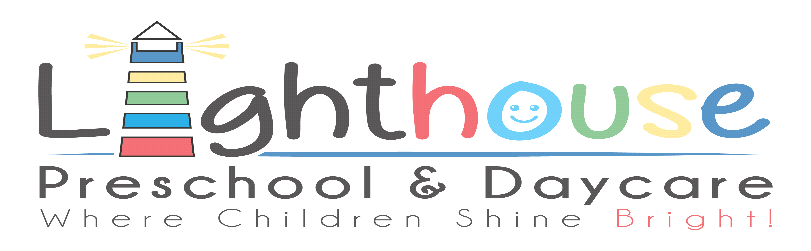 Lighthouse
Preschool & Daycare
Where Children Shine Bright!